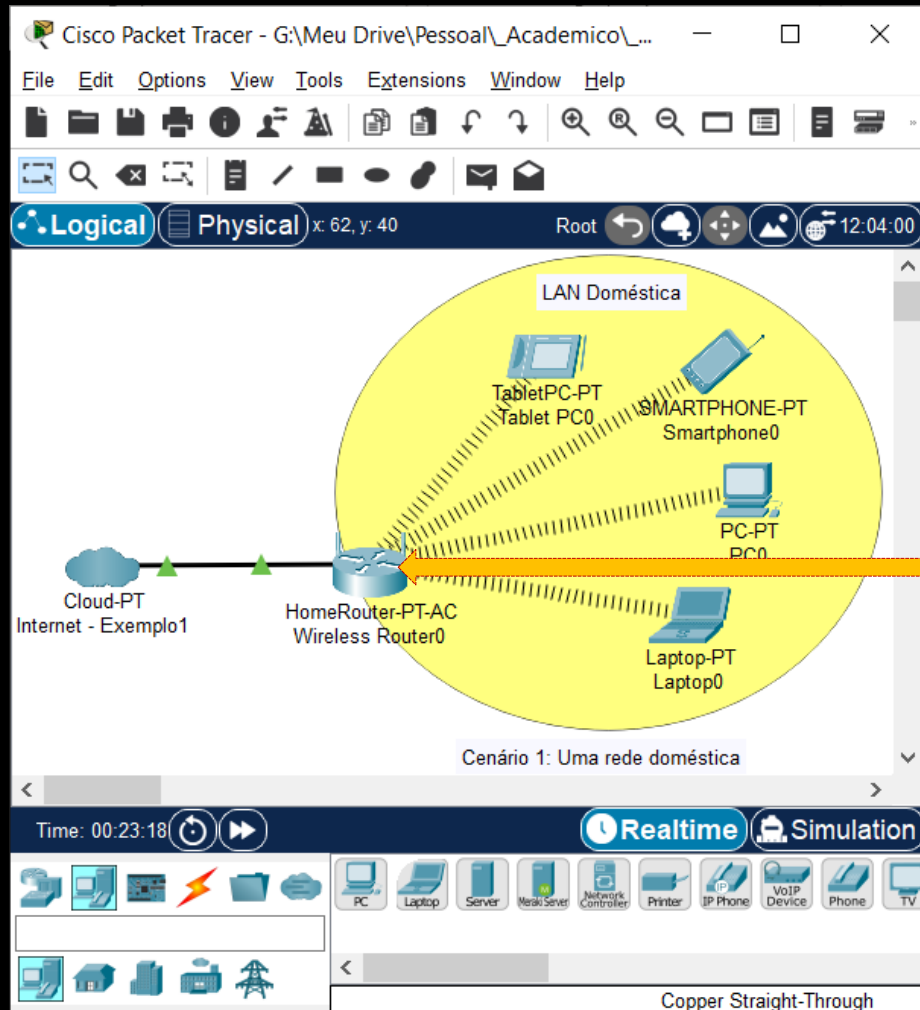 Cisco Packet Tracer - G:\Meu Drive\Pessoal\_Academico\_...
File Edit Options View Tools Extensions Window Help
Logical Physical x: 62, y: 40 Root 12:04:00
LAN Doméstica
TabletPC-PT
Tablet PC0
SMARTPHONE-PT
Smartphone0
PC-PT
PC0
Cloud-PT
Internet - Exemplo1
HomeRouter-PT-AC
Wireless Router0
Laptop-PT
Laptop0
Cenário 1: Uma rede doméstica
Time: 00:23:18 Realtime Simulation
PC Laptop Server Meraki Server Network Controller Printer IP Phone VoIP Device Phone TV
Copper Straight-Through